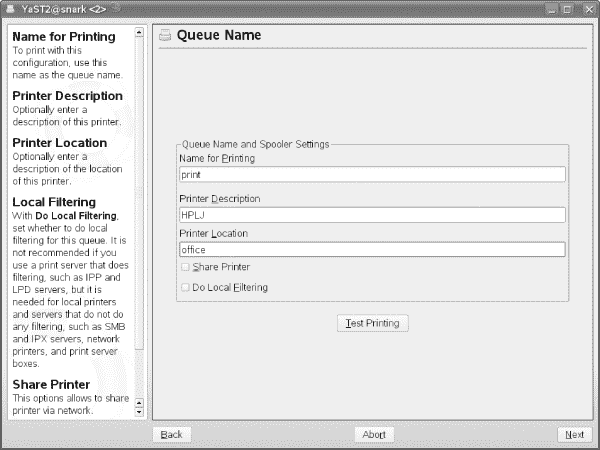 YaST2@snark <2>
Name for Printing
To print with this
configuration, use this
name as the queue name.
Printer Description
Optionally enter a
description of this printer.
Printer Location
Optionally enter a
description of the location
of this printer.
Local Filtering
With Do Local Filtering,
set whether to do local
filtering for this queue. It is
not recommended if you
use a print server that does
filtering, such as IPP and
LPD servers, but it is
needed for local printers
and servers that do not do
any filtering, such as SMB
and IPX servers, network
printers, and print server
boxes.
Share Printer
This options allows to share
printer via network.
Queue Name
Queue Name and Spooler Settings
Name for Printing
print
Printer Description
HPLJ
Printer Location
office
Share Printer
Do Local Filtering
Test Printing
Back
Abort
Next